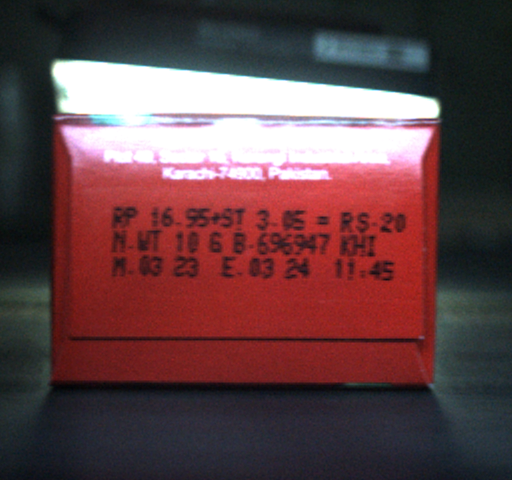 Karachi-74900, Pakistan.
RP 16.95+ST 3.05 = RS.20
N.WT 10 G B-696947 KHI
M.03 23 E.03 24 11:45